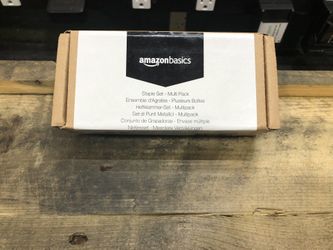 amazonbasics
Staple Set - Multi Pack
Ensemble d'Agrafes - Plusieurs Boîtes
Heftklammer-Set - Multipack
Set di Punti Metallici - Multipack
Conjunto de Grapadoras - Envase múltiple
Nietjesset - Meerdere Verpakkingen